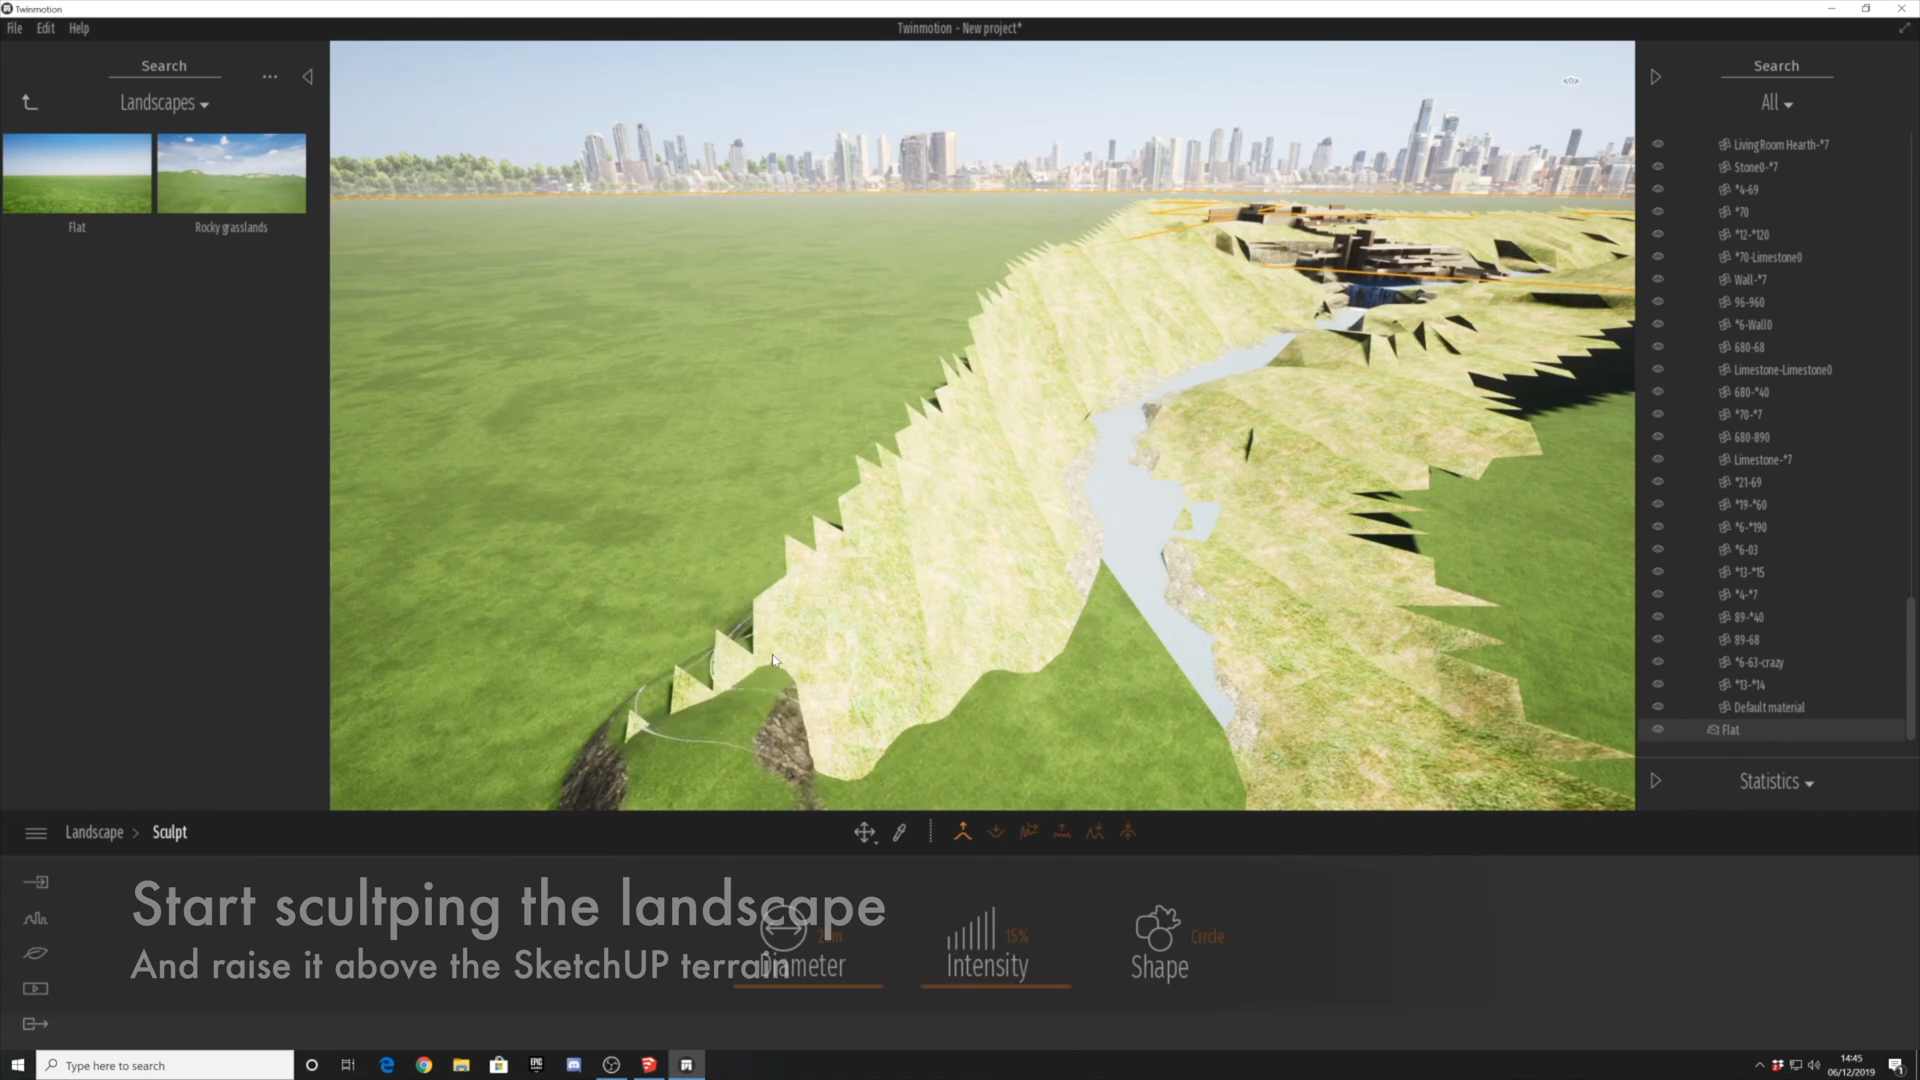 Twinmotion
File Edit Help
Twinmotion - New project*
Search
Landscapes
Flat
Rocky grasslands
Search
All
LivingRoom Hearth-*7
Stone0-*7
*4-69
*70
*12-*120
*70-Limestone0
Wall-*7
96-960
*6-Wall0
680-68
Limestone-Limestone0
680-*40
*70-*7
680-890
Limestone-*7
*21-69
*19-*60
*6-*190
*6-03
*13-*15
*4-*7
89-*40
89-68
*6-63-crazy
*13-*14
Default material
Flat
Statistics
Landscape > Sculpt
Start scultping the landscape
And raise it above the SketchUP terrain
Diameter
15%
Intensity
Circle
Shape
Type here to search
EPIC GAMES
14:45
06/12/2019